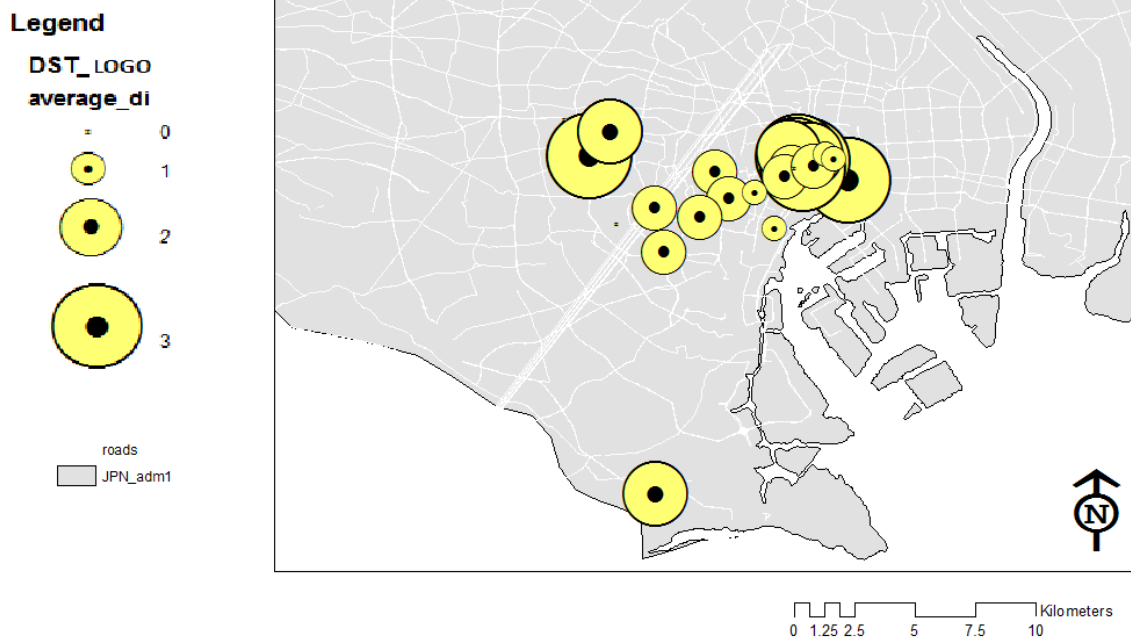 Legend
DST_LOGO
average_di
0
1
2
3
roads
JPN_adm1
N
Kilometers
0 1.25 2.5 5 7.5 10